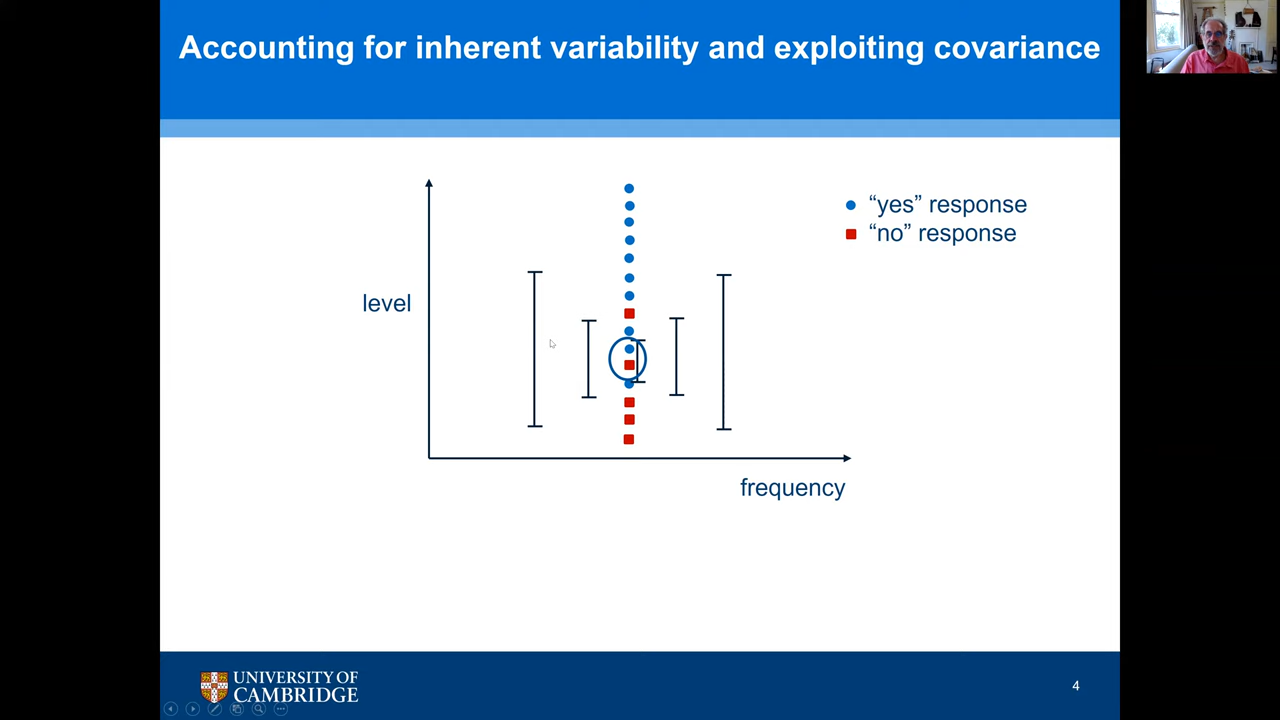 Accounting for inherent variability and exploiting covariance
“yes” response
“no” response
level
frequency
UNIVERSITY OF
CAMBRIDGE
4